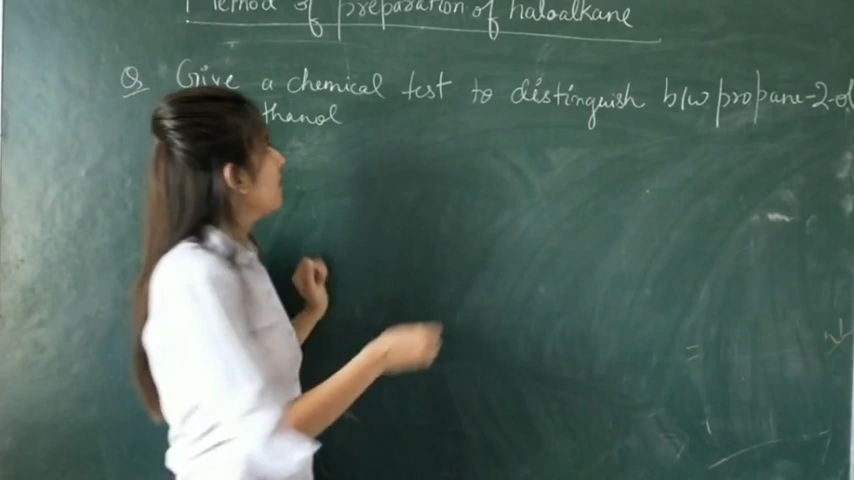 Method of preparation of haloalkane
Q Give a chemical test to distinguish b/w propane-2-ol
thanol